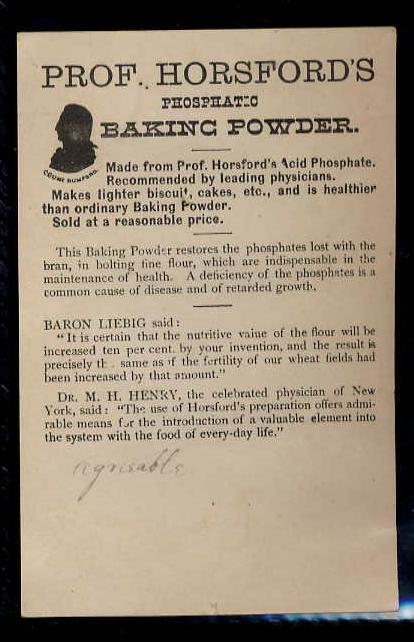 PROF. HORSFORD'S
PHOSPHATIC
BAKING POWDER.
COUNT RUMFORD.
Made from Prof. Horsford's Acid Phosphate.
Recommended by leading physicians.
Makes lighter biscuit, cakes, etc., and is healthier
than ordinary Baking Powder.
Sold at a reasonable price.
This Baking Powder restores the phosphates lost with the
bran, in bolting fine flour, which are indispensable in the
maintenance of health. A deficiency of the phosphates is a
common cause of disease and of retarded growth.
BARON LIEBIG said:
"It is certain that the nutritive value of the flour will be
increased ten per cent. by your invention, and the result is
precisely the same as if the fertility of our wheat fields had
been increased by that amount."
DR. M. H. HENRY, the celebrated physician of New
York, said: "The use of Horsford's preparation offers admi-
rable means for the introduction of a valuable element into
the system with the food of every-day life."
agreeable